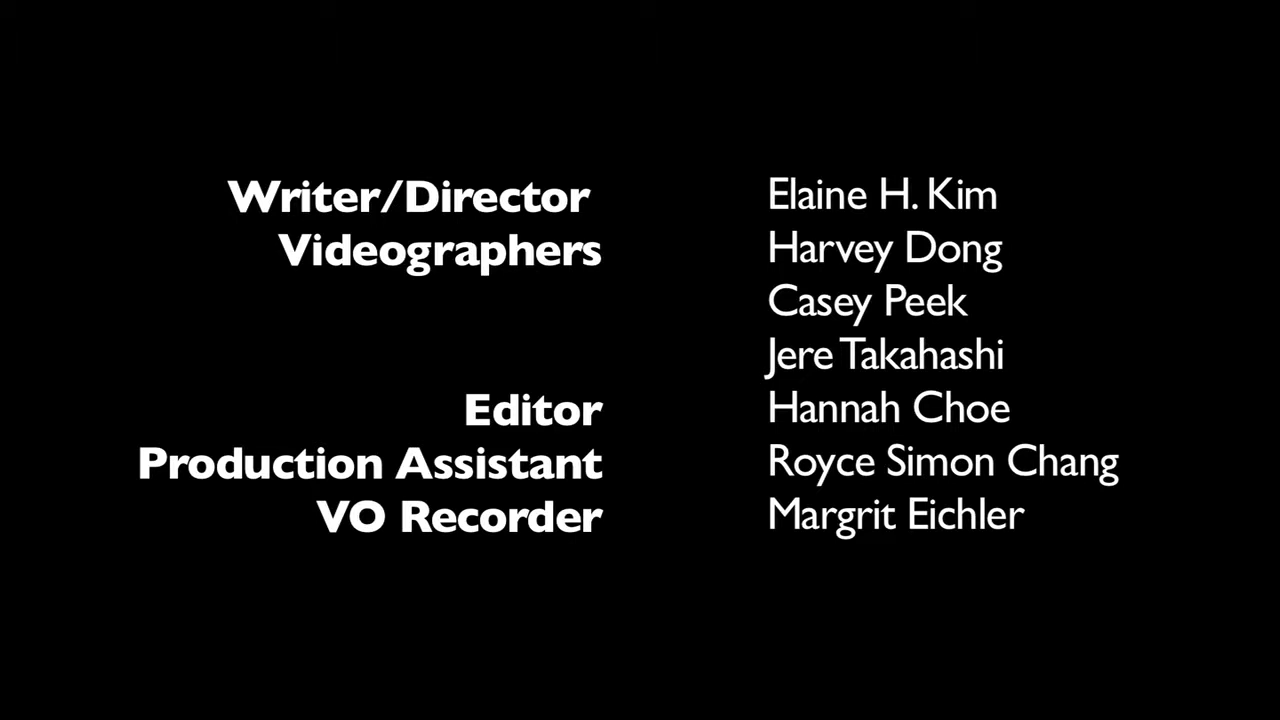 Writer/Director Elaine H. Kim
Videographers Harvey Dong
Casey Peek
Jere Takahashi
Editor Hannah Choe
Production Assistant Royce Simon Chang
VO Recorder Margrit Eichler